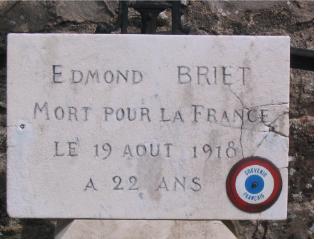 EDMOND BRIET
MORT POUR LA FRANCE
LE 19 AOUT 1918
A 22 ANS
SOUVENIR
FRANÇAIS